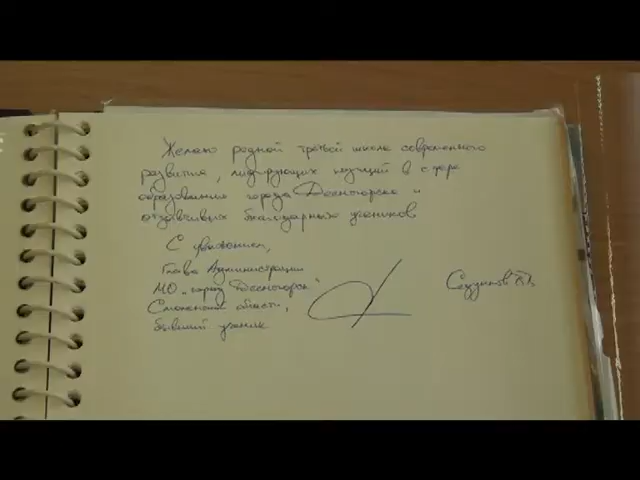 Желаю родной третьей школе современного
развития, лидирующих позиций в сфере
образования города Десногорска и
отзывчивых благодарных учеников
С уважением,
Глава Администрации
МО "город Десногорск"
Смоленской области,
бывший ученик